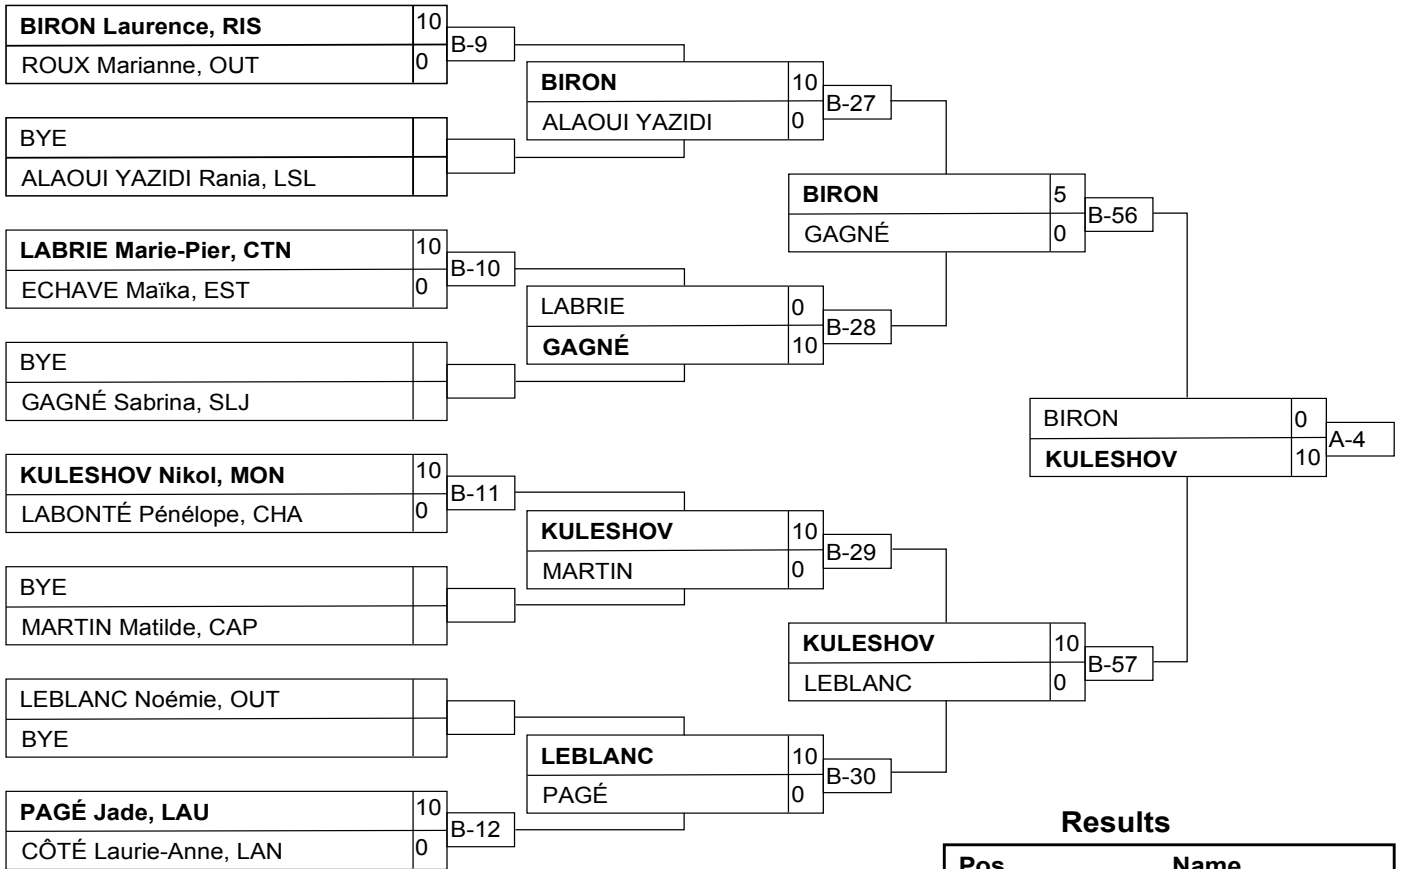 BIRON Laurence, RIS 10
ROUX Marianne, OUT 0
B-9
BYE
ALAOUI YAZIDI Rania, LSL
LABRIE Marie-Pier, CTN 10
ECHAVE Maïka, EST 0
B-10
BYE
GAGNÉ Sabrina, SLJ
KULESHOV Nikol, MON 10
LABONTÉ Pénélope, CHA 0
B-11
BYE
MARTIN Matilde, CAP
LEBLANC Noémie, OUT
BYE
PAGÉ Jade, LAU 10
CÔTÉ Laurie-Anne, LAN 0
B-12
BIRON 10
ALAOUI YAZIDI 0
B-27
LABRIE 0
GAGNÉ 10
B-28
KULESHOV 10
MARTIN 0
B-29
LEBLANC 10
PAGÉ 0
B-30
BIRON 5
GAGNÉ 0
B-56
KULESHOV 10
LEBLANC 0
B-57
BIRON 0
KULESHOV 10
A-4
Results
Pos Name